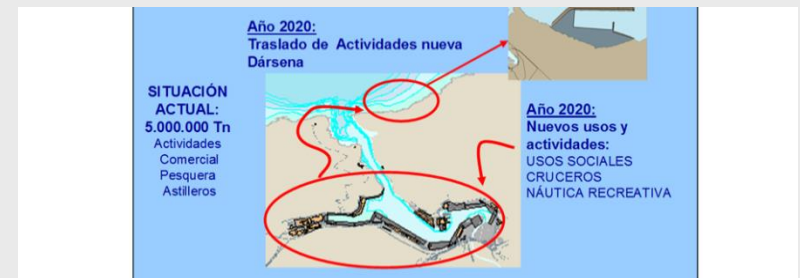 Año 2020:
Traslado de Actividades nueva
Dársena
SITUACIÓN
ACTUAL:
5.000.000 Tn
Actividades
Comercial
Pesquera
Astilleros
Año 2020:
Nuevos usos y
actividades:
USOS SOCIALES
CRUCEROS
NÁUTICA RECREATIVA